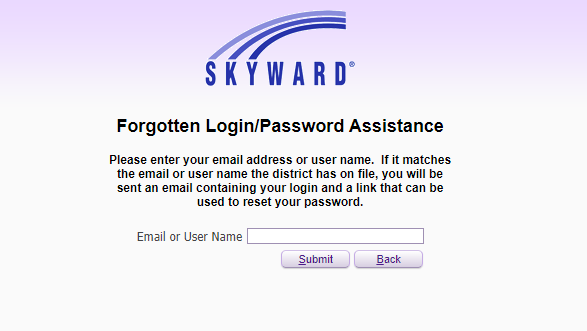 SKYWARD®
Forgotten Login/Password Assistance
Please enter your email address or user name.  If it matches
the email or user name the district has on file, you will be
sent an email containing your login and a link that can be
used to reset your password.
Email or User Name
Submit Back